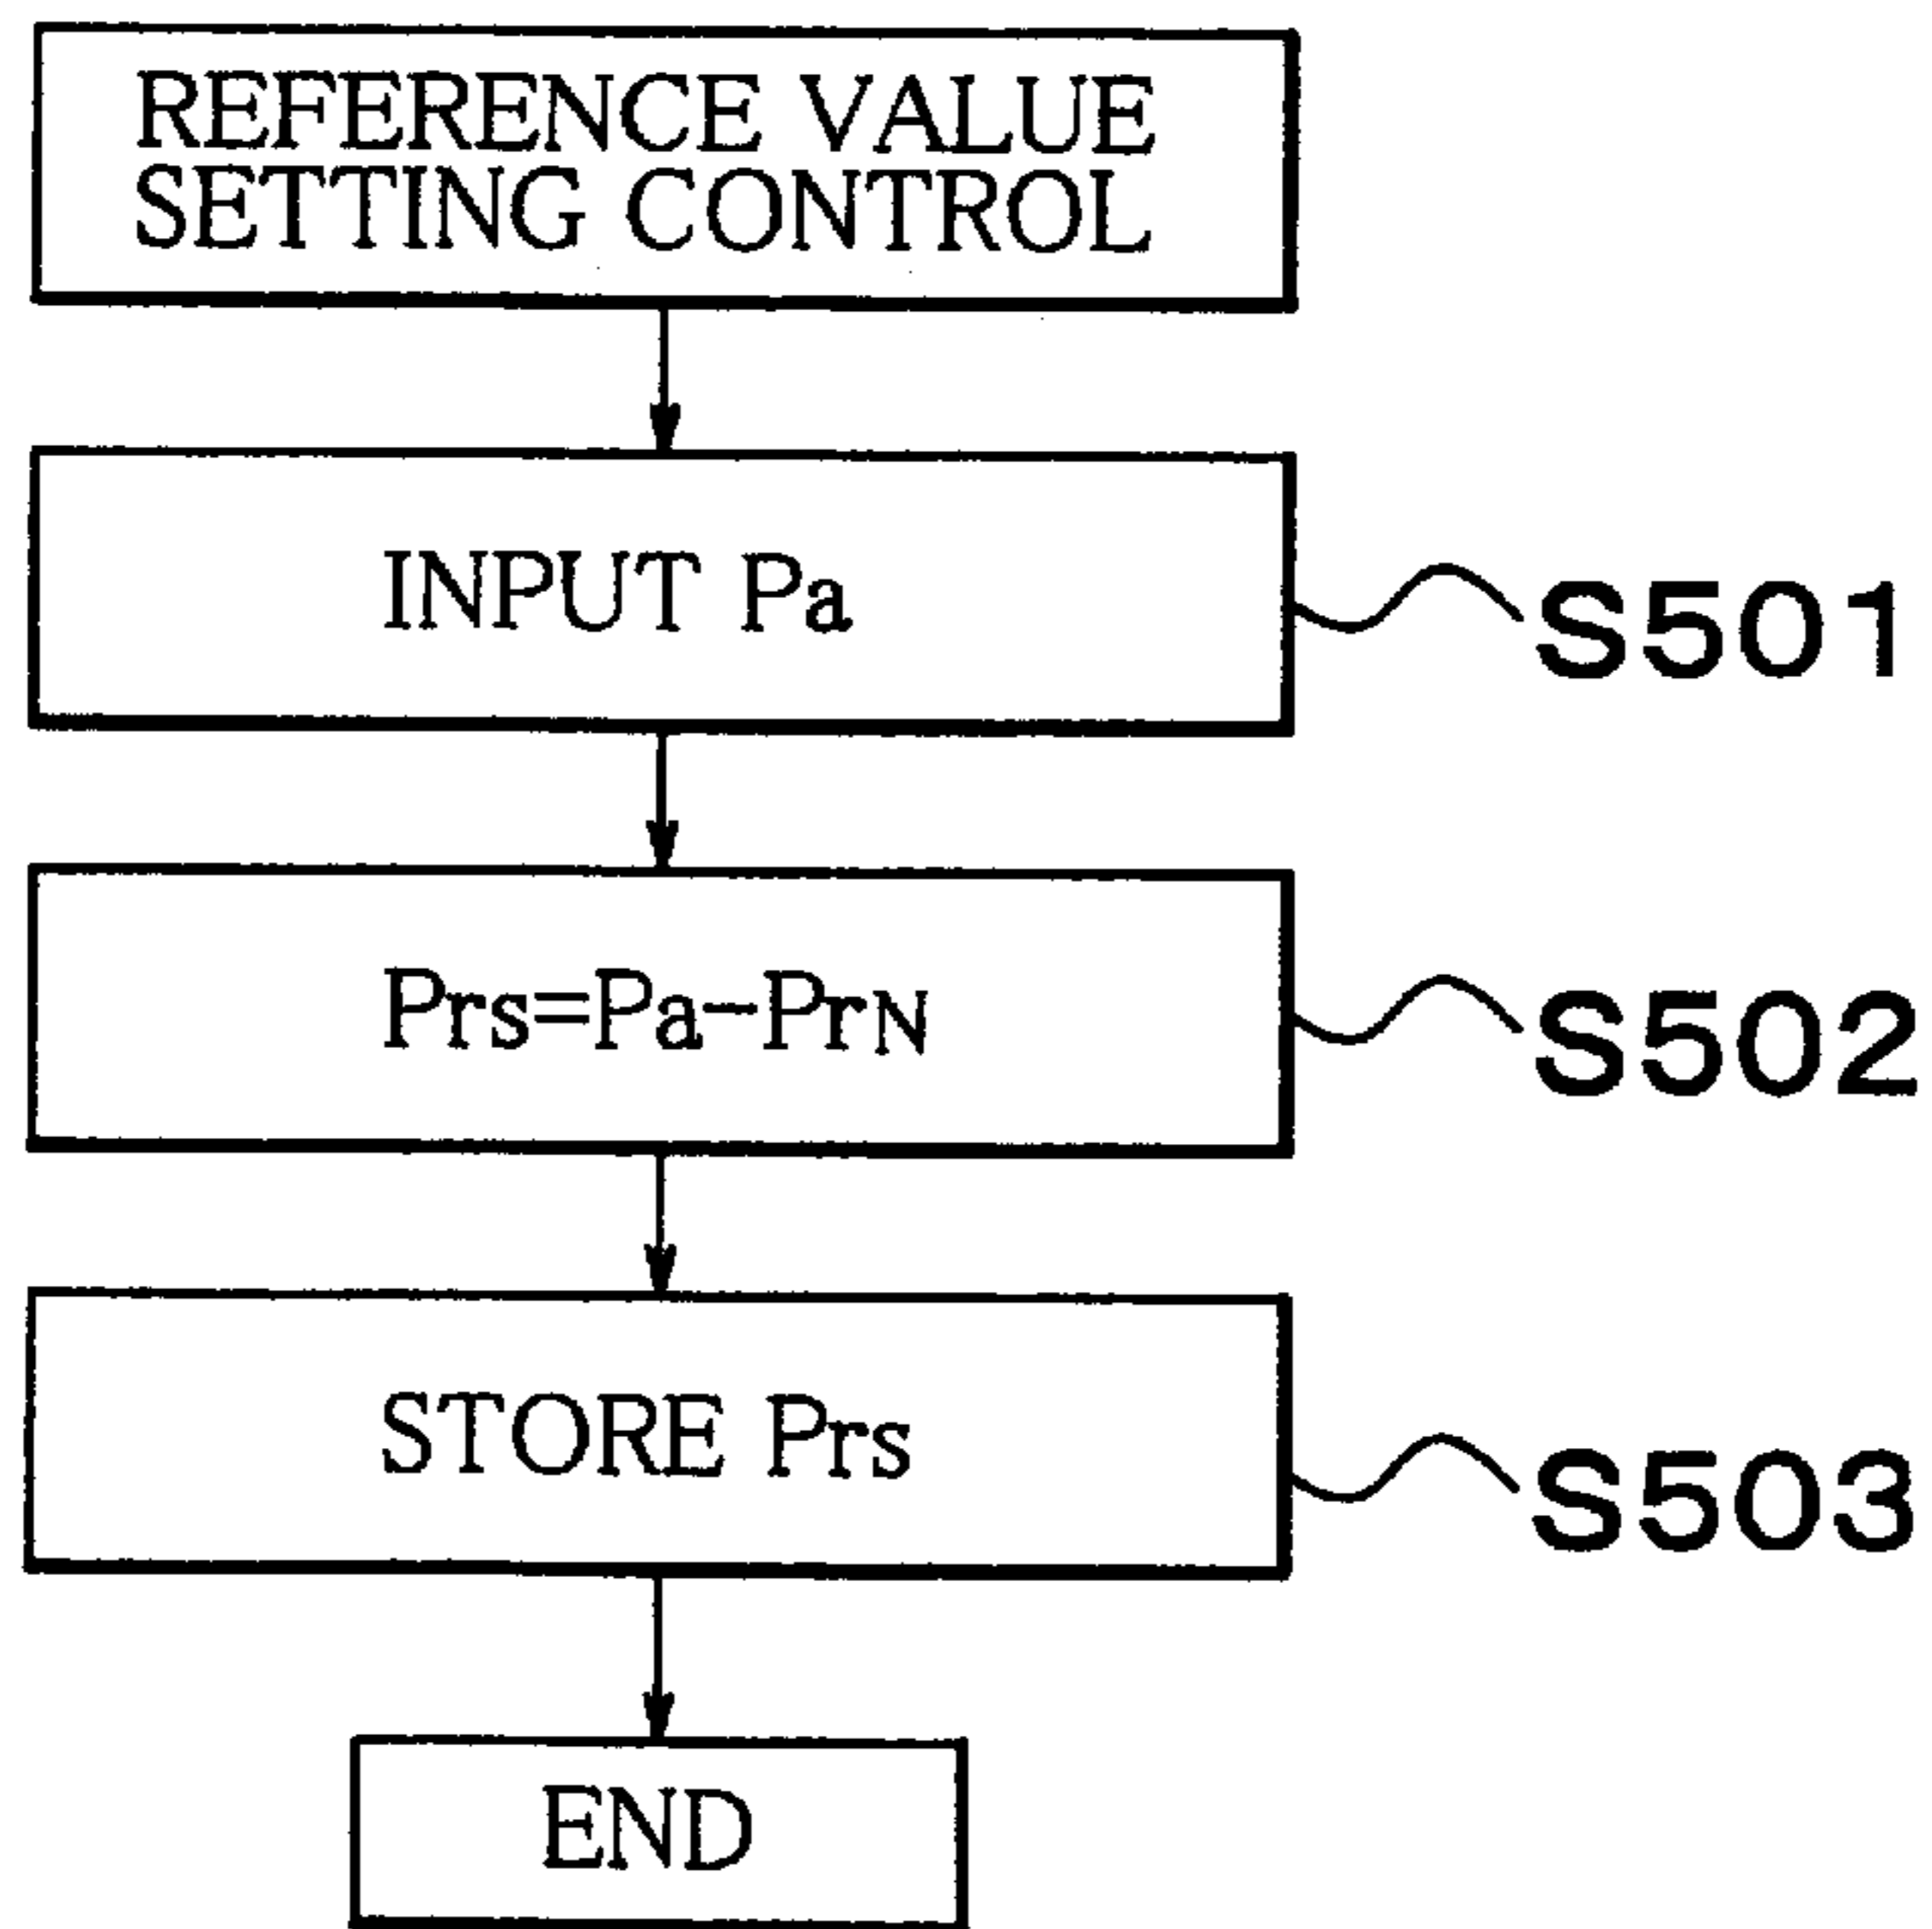 REFERENCE VALUE
SETTING CONTROL
INPUT Pa
S501
Prs=Pa-PrN
S502
STORE Prs
S503
END